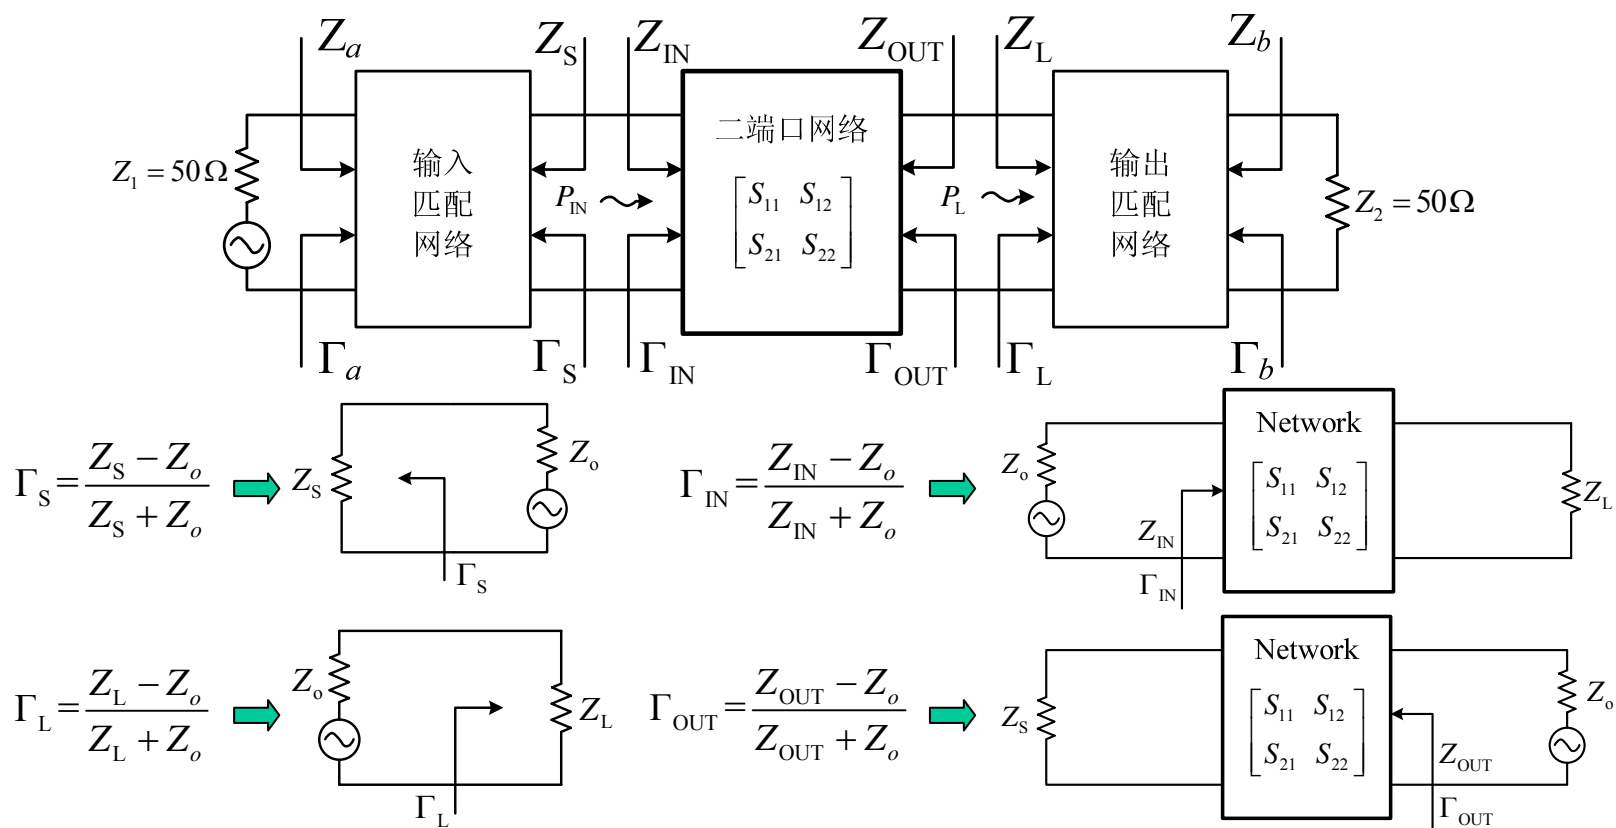 Z_a Z_S Z_IN Z_OUT Z_L Z_b
Z_1 = 50Ω
输入
匹配
网络
P_IN
二端口网络
[S_11 S_12
S_21 S_22]
P_L
输出
匹配
网络
Z_2 = 50Ω
Γ_a Γ_S Γ_IN Γ_OUT Γ_L Γ_b
Γ_S = (Z_S − Z_o) / (Z_S + Z_o)
Z_S
Z_o
Γ_S
Γ_IN = (Z_IN − Z_o) / (Z_IN + Z_o)
Z_o
Z_IN
Γ_IN
Network
[S_11 S_12
S_21 S_22]
Z_L
Γ_L = (Z_L − Z_o) / (Z_L + Z_o)
Z_o
Z_L
Γ_L
Γ_OUT = (Z_OUT − Z_o) / (Z_OUT + Z_o)
Z_S
Network
[S_11 S_12
S_21 S_22]
Z_o
Z_OUT
Γ_OUT